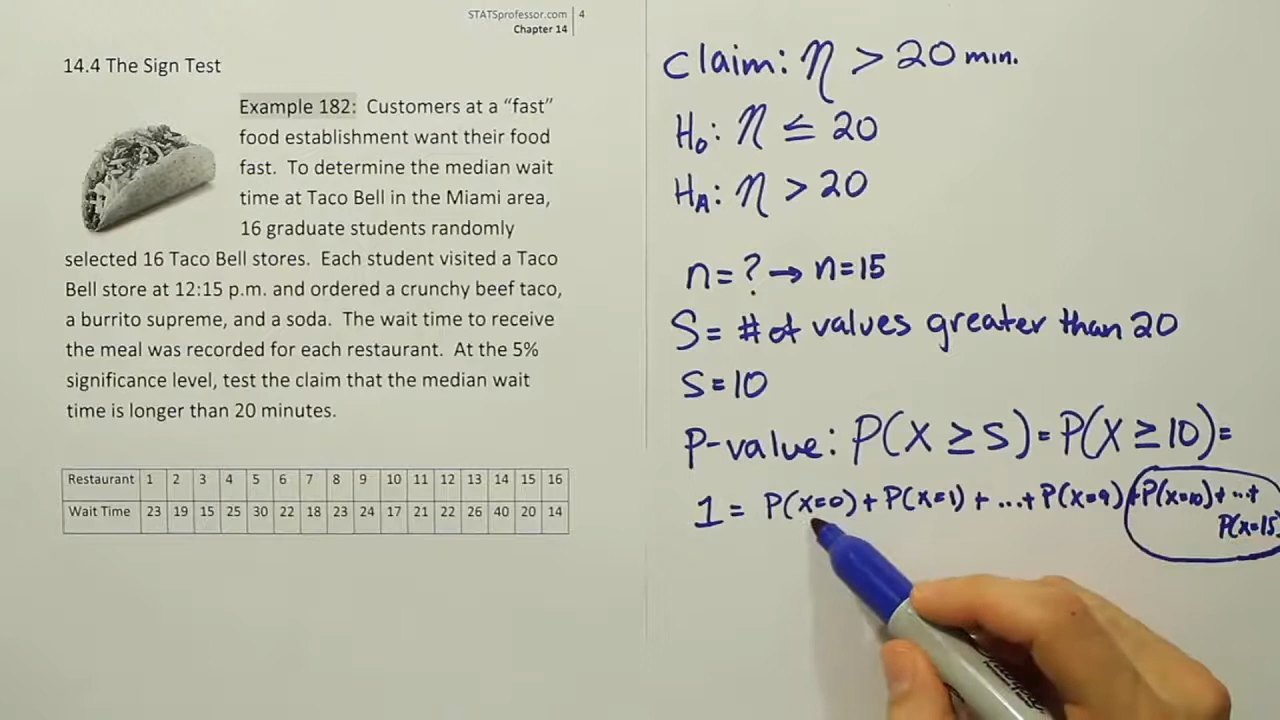 STATSprofessor.com 4
Chapter 14
14.4 The Sign Test
Example 182: Customers at a “fast”
food establishment want their food
fast. To determine the median wait
time at Taco Bell in the Miami area,
16 graduate students randomly
selected 16 Taco Bell stores. Each student visited a Taco
Bell store at 12:15 p.m. and ordered a crunchy beef taco,
a burrito supreme, and a soda. The wait time to receive
the meal was recorded for each restaurant. At the 5%
significance level, test the claim that the median wait
time is longer than 20 minutes.
Restaurant 1 2 3 4 5 6 7 8 9 10 11 12 13 14 15 16
Wait Time 23 19 15 25 30 22 18 23 24 17 21 22 26 40 20 14
Claim: η > 20 min.
H₀: η ≤ 20
Hᴀ: η > 20
n = ? → n = 15
S = # of values greater than 20
S = 10
P-value: P(X ≥ S) = P(X ≥ 10) =
1 = P(x=0) + P(x=1) + ... + P(x=9) + P(x=10) + ... +
P(x=15)